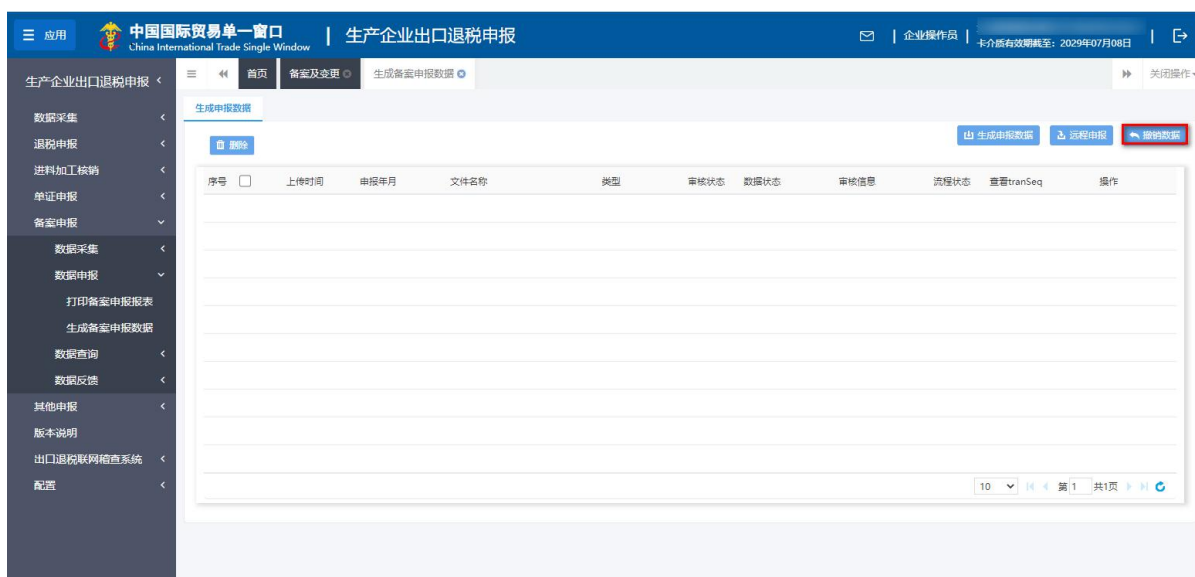 应用
中国国际贸易单一窗口
China International Trade Single Window
生产企业出口退税申报
企业操作员
卡介质有效期截至：2029年07月08日
生产企业出口退税申报
首页
备案及变更
生成备案申报数据
关闭操作
数据采集
退税申报
进料加工核销
单证申报
备案申报
数据采集
数据申报
打印备案申报报表
生成备案申报数据
数据查询
数据反馈
其他申报
版本说明
出口退税联网稽查系统
配置
生成申报数据
删除
生成申报数据
远程申报
撤销数据
序号 上传时间 申报年月 文件名称 类型 审核状态 数据状态 审核信息 流程状态 查看tranSeq 操作
10 第 1 共1页